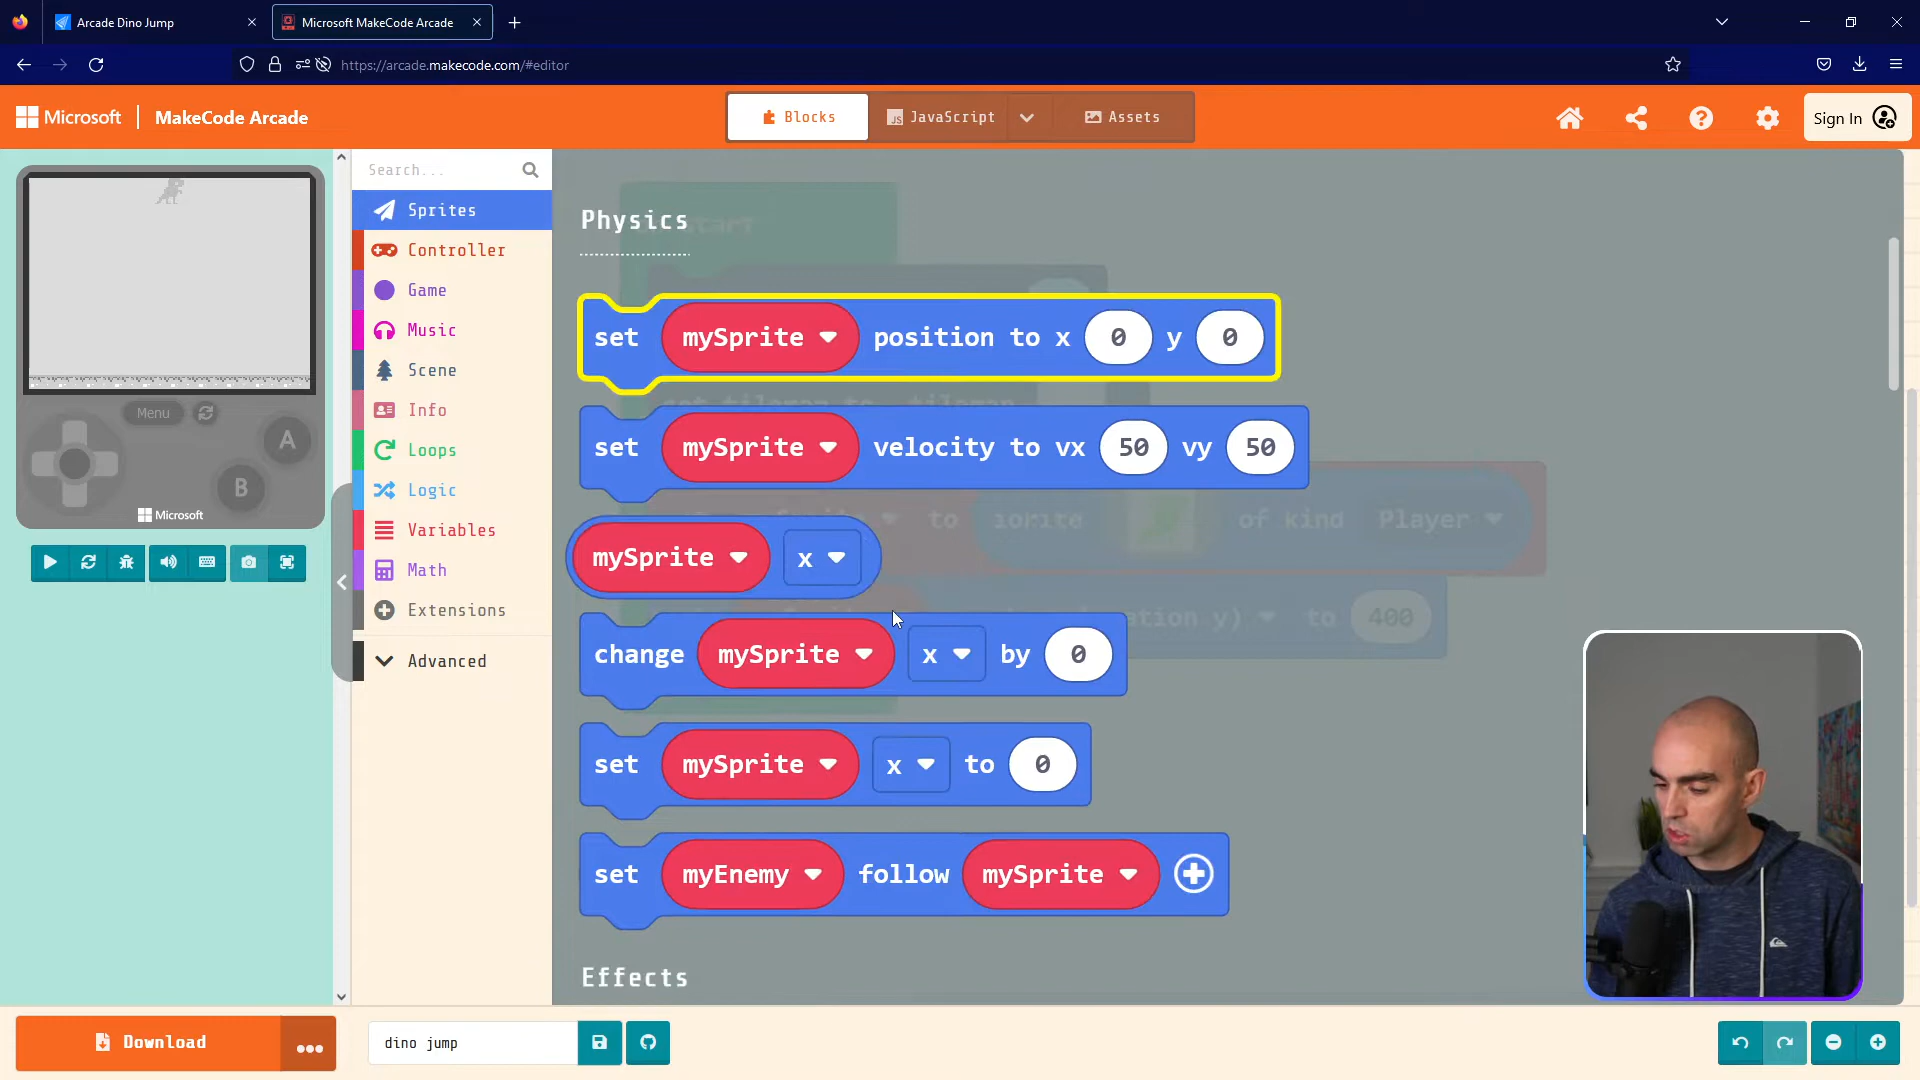 Arcade Dino Jump
Microsoft MakeCode Arcade
https://arcade.makecode.com/#editor
Microsoft
MakeCode Arcade
Blocks
JavaScript
Assets
Sign In
Menu
A
B
Microsoft
Search...
Sprites
Controller
Game
Music
Scene
Info
Loops
Logic
Variables
Math
Extensions
Advanced
Physics
set mySprite position to x 0 y 0
set mySprite velocity to vx 50 vy 50
to
of kind Player
mySprite x
y) to 400
change mySprite x by 0
set mySprite x to 0
set myEnemy follow mySprite
Effects
Download
dino jump